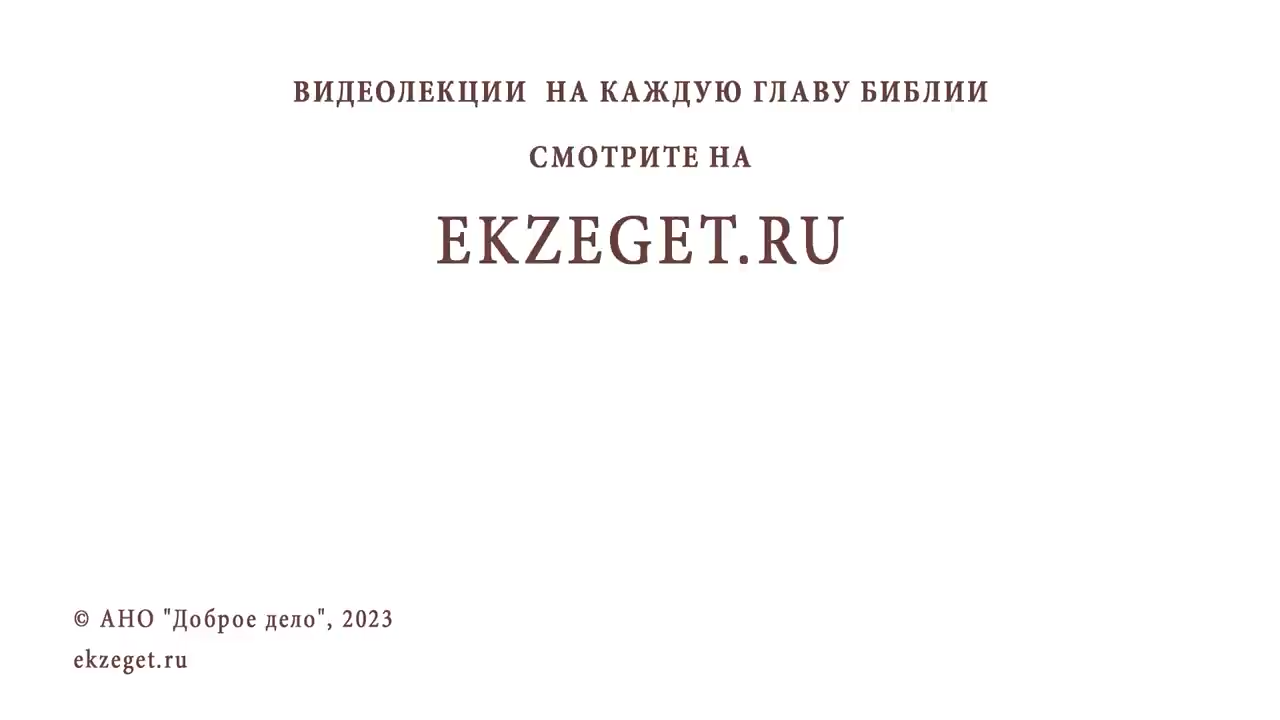 ВИДЕОЛЕКЦИИ НА КАЖДУЮ ГЛАВУ БИБЛИИ
СМОТРИТЕ НА
EKZEGET.RU
© АНО "Доброе дело", 2023
ekzeget.ru